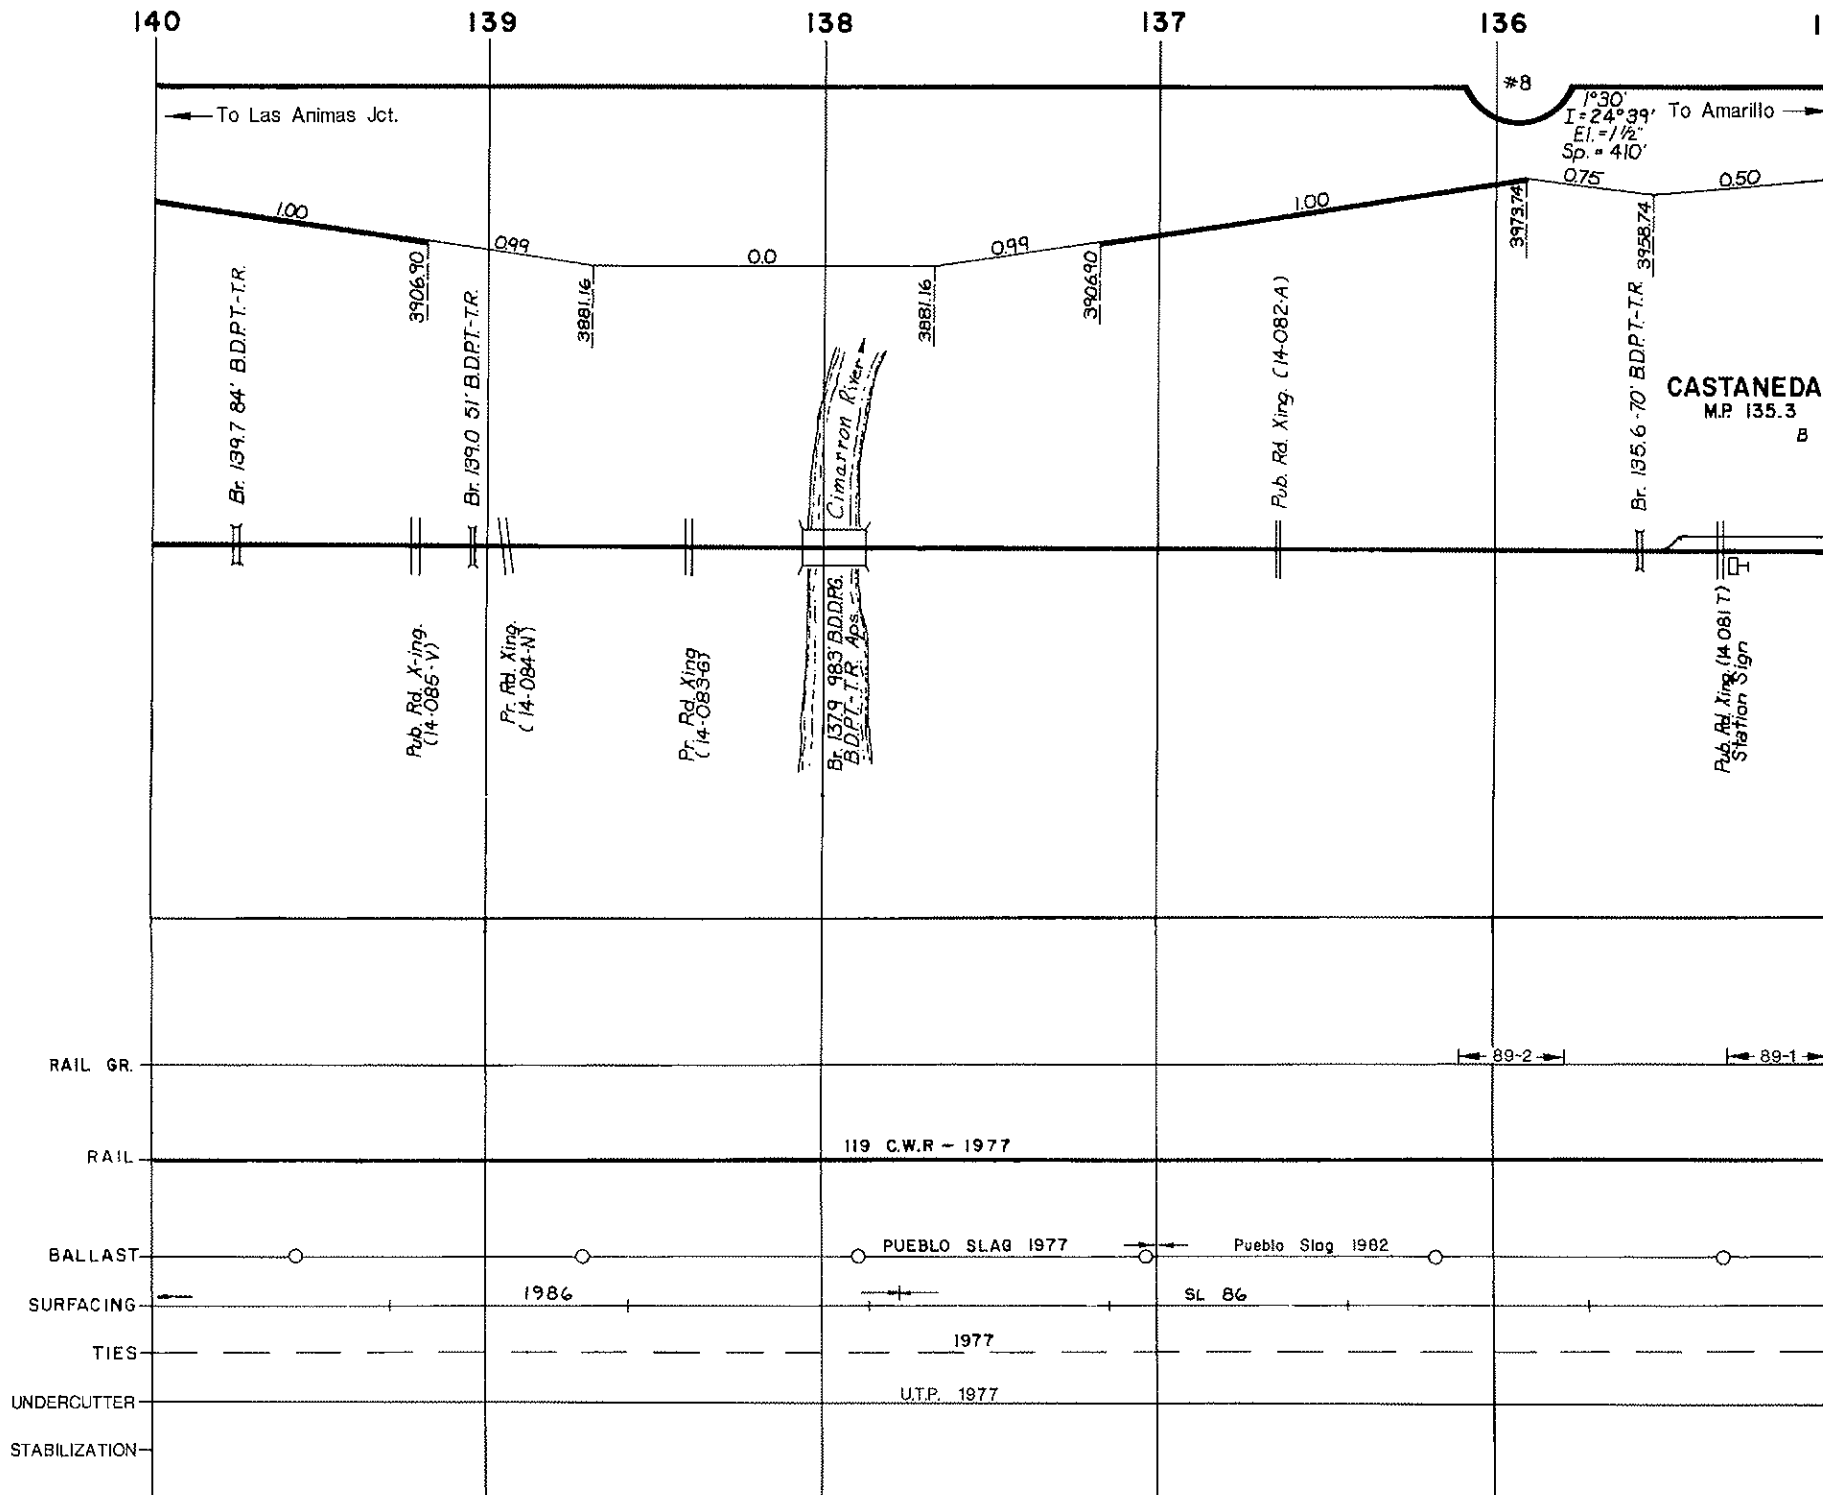 140 139 138 137 136 1
#8
To Las Animas Jct.
1°30'
I = 24°39'
El. = 1 1/2"
Sp. = 410'
To Amarillo
1.00 0.99 0.0 0.99 1.00 0.75 0.50
3906.90
3881.16
3881.16
3906.90
3973.74
3958.74
Br. 139.7 84' B.D.P.T.-T.R.
Br. 139.0 51' B.D.P.T.-T.R.
Cimarron River
Pub. Rd. Xing. (14-082-A)
Br. 135.6 -70' B.D.P.T.-T.R.
CASTANEDA
M.P. 135.3
B
Pub. Rd. X-ing.
(14-085-V)
Pr. Rd. Xing.
(14-084-N)
Pr. Rd. Xing
(14-083-G)
Br. 137.9 983' B.D.D.P.G.
B.D.P.T.-T.R. Aps.
Pub. Rd. Xing. (14 081 T)
Station Sign
RAIL GR. 89-2 89-1
RAIL 119 C.W.R - 1977
BALLAST PUEBLO SLAG 1977 Pueblo Slag 1982
SURFACING 1986 SL 86
TIES 1977
UNDERCUTTER U.T.P. 1977
STABILIZATION